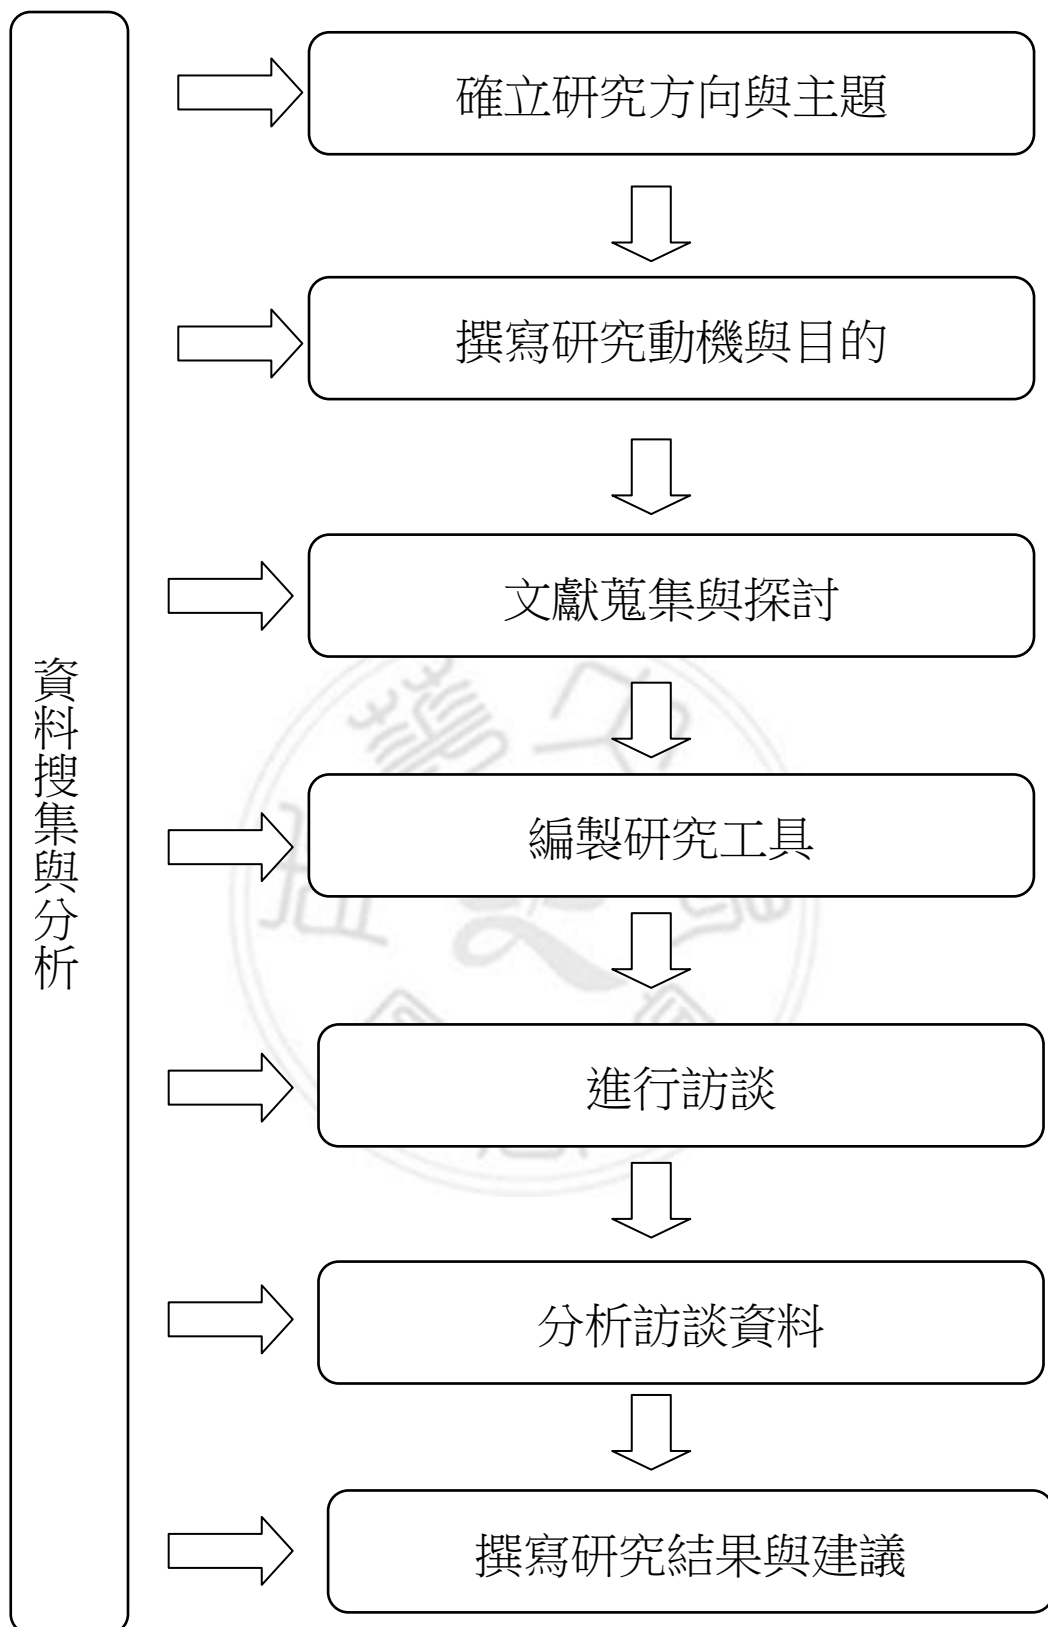 資料搜集與分析
確立研究方向與主題
撰寫研究動機與目的
文獻蒐集與探討
編製研究工具
進行訪談
分析訪談資料
撰寫研究結果與建議